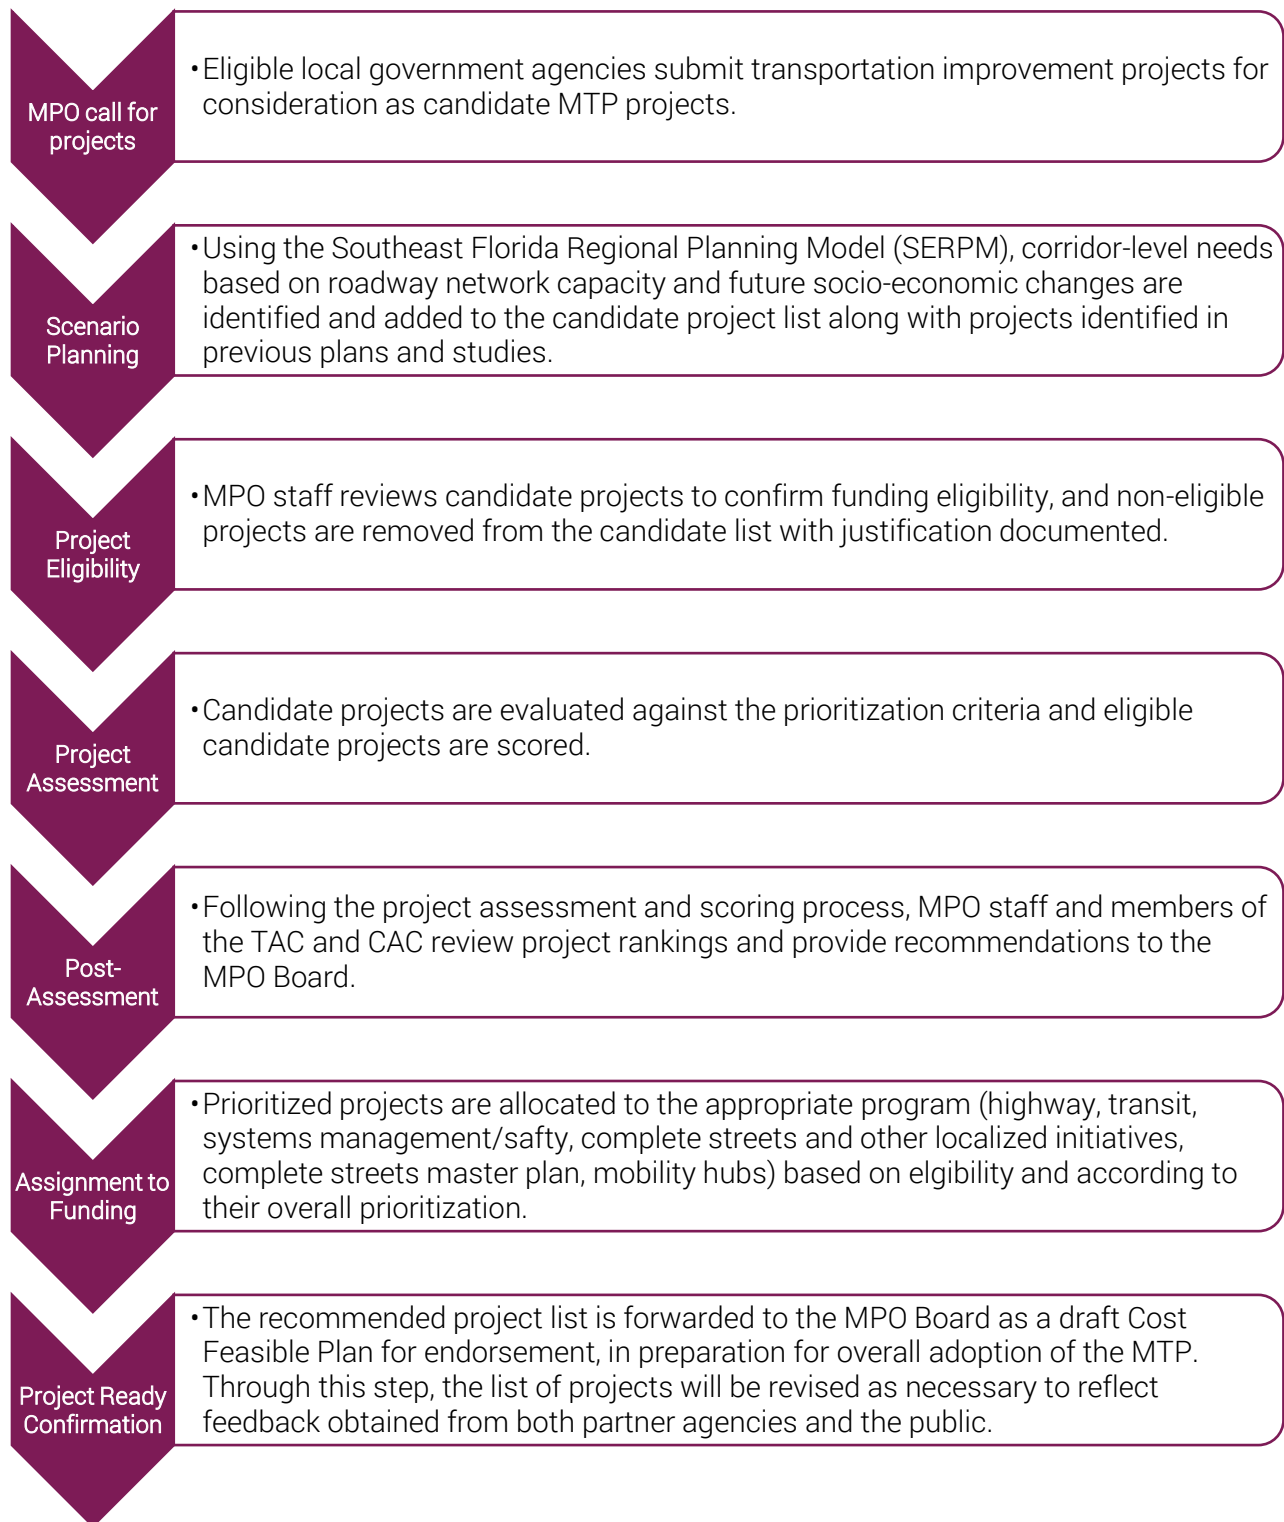 MPO call for
projects
•Eligible local government agencies submit transportation improvement projects for
consideration as candidate MTP projects.
Scenario
Planning
•Using the Southeast Florida Regional Planning Model (SERPM), corridor-level needs
based on roadway network capacity and future socio-economic changes are
identified and added to the candidate project list along with projects identified in
previous plans and studies.
Project
Eligibility
•MPO staff reviews candidate projects to confirm funding eligibility, and non-eligible
projects are removed from the candidate list with justification documented.
Project
Assessment
•Candidate projects are evaluated against the prioritization criteria and eligible
candidate projects are scored.
Post-
Assessment
•Following the project assessment and scoring process, MPO staff and members of
the TAC and CAC review project rankings and provide recommendations to the
MPO Board.
Assignment to
Funding
•Prioritized projects are allocated to the appropriate program (highway, transit,
systems management/safty, complete streets and other localized initiatives,
complete streets master plan, mobility hubs) based on elgibility and according to
their overall prioritization.
Project Ready
Confirmation
•The recommended project list is forwarded to the MPO Board as a draft Cost
Feasible Plan for endorsement, in preparation for overall adoption of the MTP.
Through this step, the list of projects will be revised as necessary to reflect
feedback obtained from both partner agencies and the public.